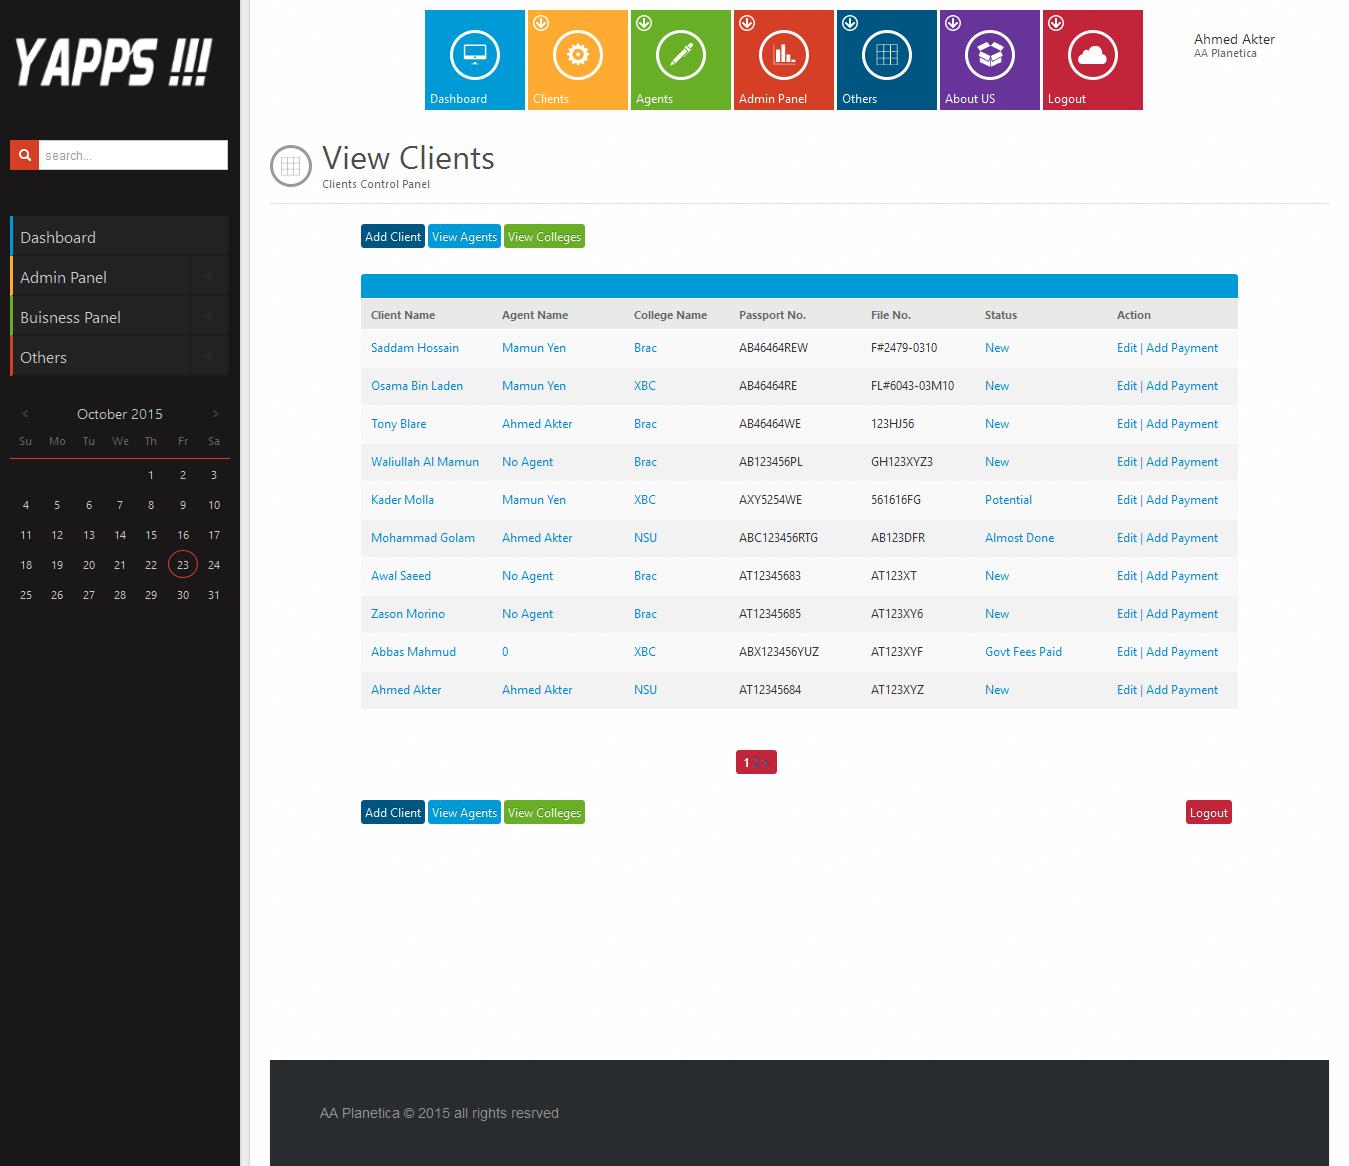 YAPPS !!!
search...
Dashboard
Admin Panel +
Buisness Panel +
Others +
< October 2015 >
Su Mo Tu We Th Fr Sa
1 2 3
4 5 6 7 8 9 10
11 12 13 14 15 16 17
18 19 20 21 22 23 24
25 26 27 28 29 30 31
Dashboard Clients Agents Admin Panel Others About US Logout
Ahmed Akter
AA Planetica
View Clients
Clients Control Panel
Add Client View Agents View Colleges
Client Name Agent Name College Name Passport No. File No. Status Action
Saddam Hossain Mamun Yen Brac AB46464REW F#2479-0310 New Edit | Add Payment
Osama Bin Laden Mamun Yen XBC AB46464RE FL#6043-03M10 New Edit | Add Payment
Tony Blare Ahmed Akter Brac AB46464WE 123HJ56 New Edit | Add Payment
Waliullah Al Mamun No Agent Brac AB123456PL GH123XYZ3 New Edit | Add Payment
Kader Molla Mamun Yen XBC AXY5254WE 561616FG Potential Edit | Add Payment
Mohammad Golam Ahmed Akter NSU ABC123456RTG AB123DFR Almost Done Edit | Add Payment
Awal Saeed No Agent Brac AT12345683 AT123XT New Edit | Add Payment
Zason Morino No Agent Brac AT12345685 AT123XY6 New Edit | Add Payment
Abbas Mahmud 0 XBC ABX123456YUZ AT123XYF Govt Fees Paid Edit | Add Payment
Ahmed Akter Ahmed Akter NSU AT12345684 AT123XYZ New Edit | Add Payment
1 2 >
Add Client View Agents View Colleges Logout
AA Planetica © 2015 all rights resrved